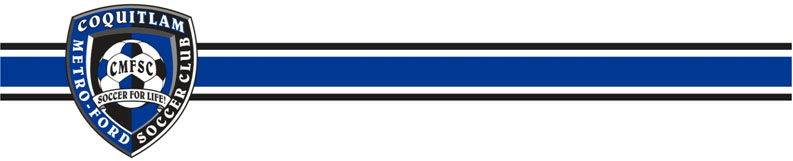 COQUITLAM
METRO-FORD
SOCCER CLUB
CMFSC
SOCCER FOR LIFE!